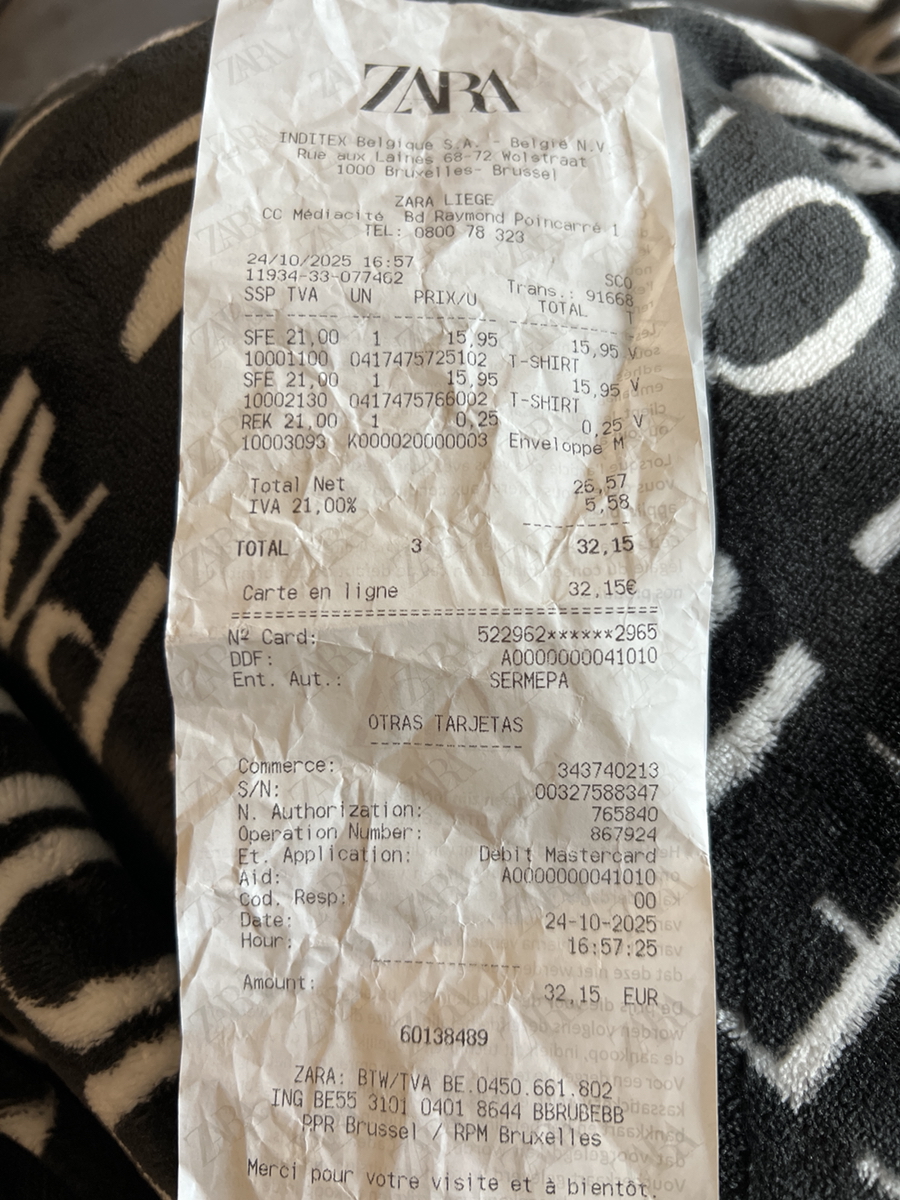 ZARA
INDITEX Belgique S.A. - België N.V
Rue aux Laines 68-72 Wolstraat
1000 Bruxelles- Brussel
ZARA LIEGE
CC Médiacité Bd Raymond Poincarré 1
TEL: 0800 78 323
24/10/2025 16:57 SCO
11934-33-077462 Trans.: 91668
SSP TVA UN PRIX/U TOTAL T
SFE 21,00 1 15,95 15,95 V
10001100 0417475725102 T-SHIRT
SFE 21,00 1 15,95 15,95 V
10002130 0417475766002 T-SHIRT
REK 21,00 1 0,25 0,25 V
10003093 K000020000003 Enveloppe M
Total Net 26,57
IVA 21,00% 5,58
TOTAL 3 32,15
Carte en ligne 32,15€
Nº Card: 522962******2965
DDF: A0000000041010
Ent. Aut.: SERMEPA
OTRAS TARJETAS
Commerce: 343740213
S/N: 00327588347
N. Authorization: 765840
Operation Number: 867924
Et. Application: Debit Mastercard
Aid: A0000000041010
Cod. Resp: 00
Date: 24-10-2025
Hour: 16:57:25
Amount: 32,15 EUR
60138489
ZARA: BTW/TVA BE.0450.661.802
ING BE55 3101 0401 8644 BBRUBEBB
RPR Brussel / RPM Bruxelles
Merci pour votre visite et à bientôt.